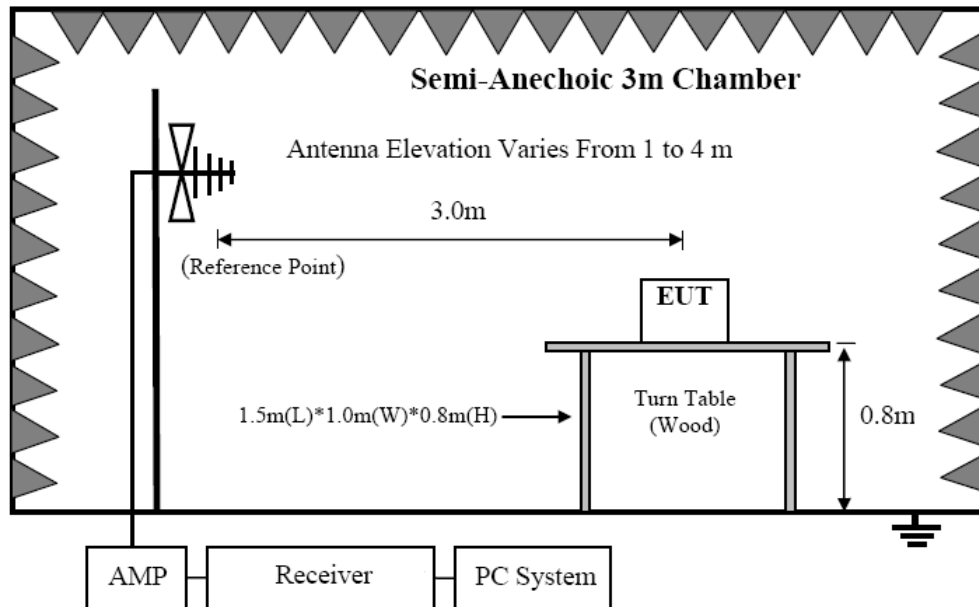 Semi-Anechoic 3m Chamber
Antenna Elevation Varies From 1 to 4 m
3.0m
(Reference Point)
EUT
1.5m(L)*1.0m(W)*0.8m(H)
Turn Table
(Wood)
0.8m
AMP
Receiver
PC System